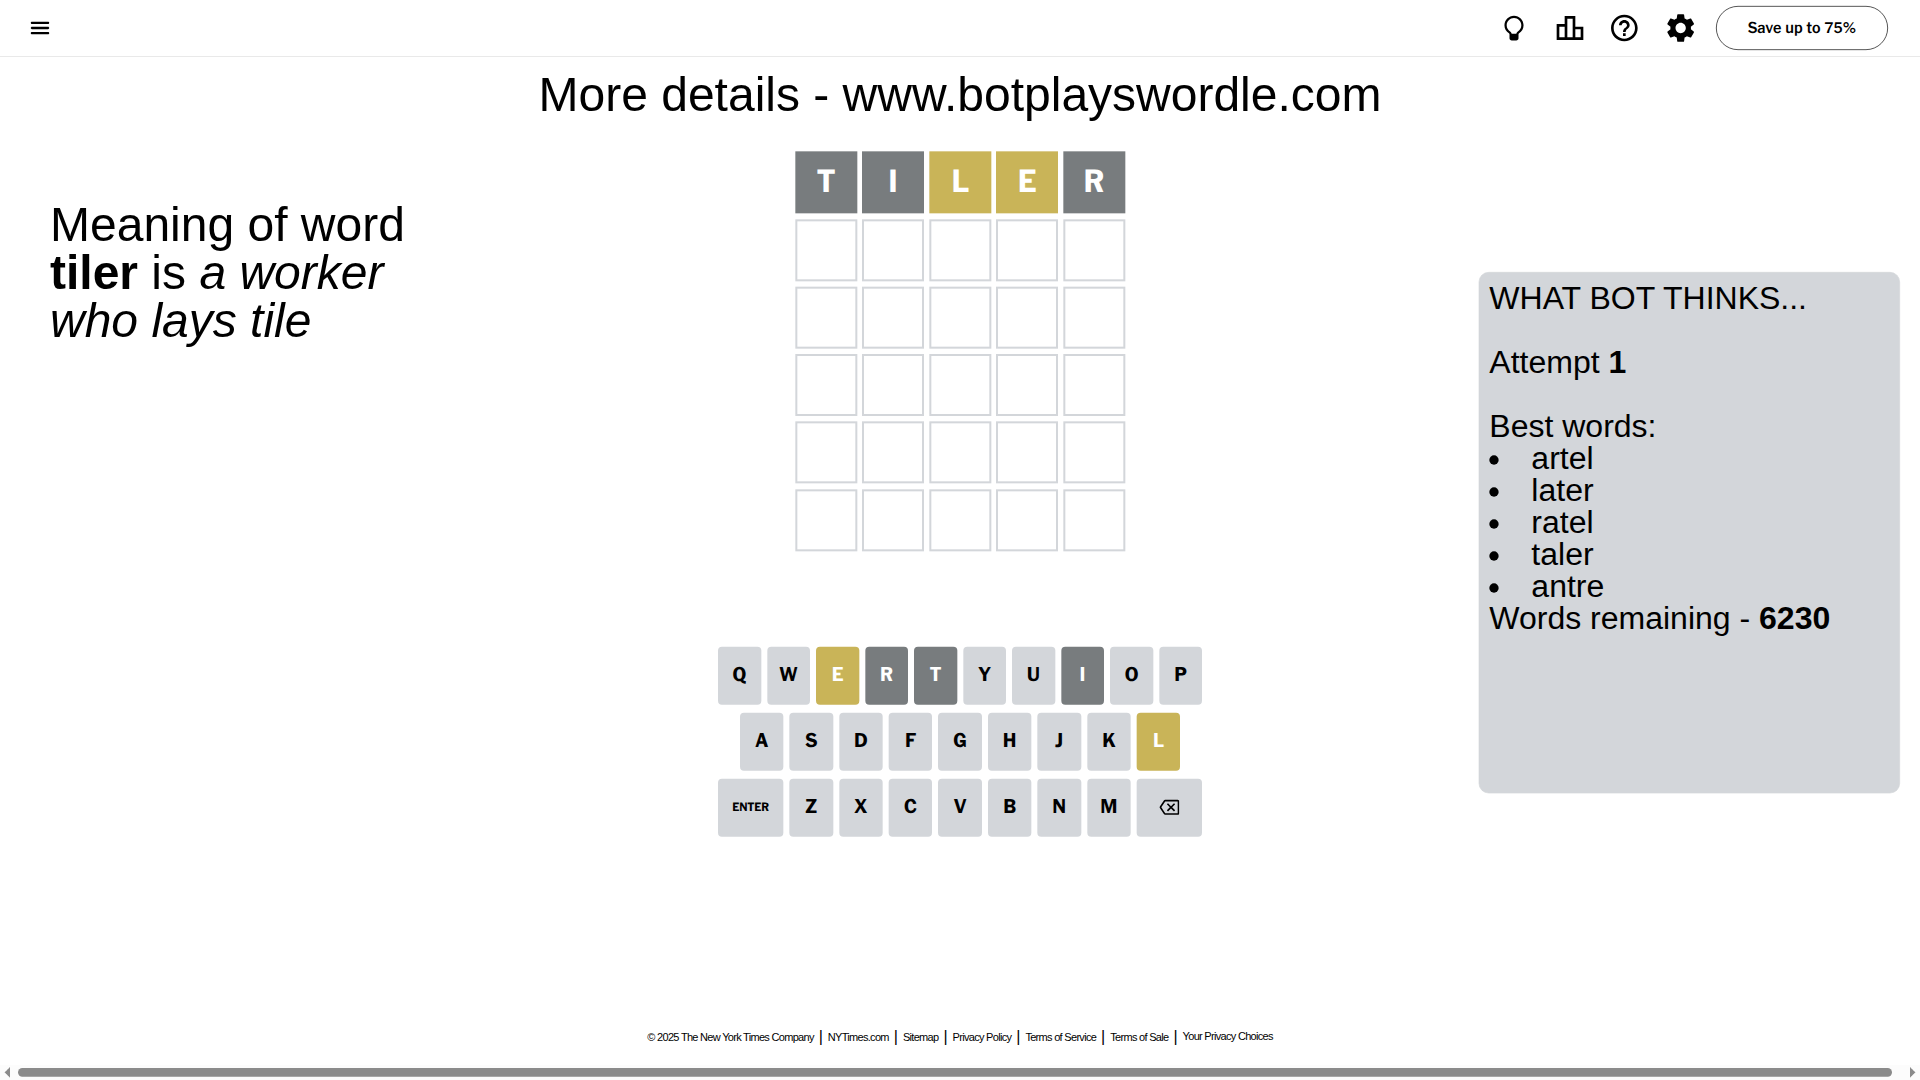 Save up to 75%
More details - www.botplayswordle.com
Meaning of word
tiler is a worker
who lays tile
T I L E R
WHAT BOT THINKS...
Attempt 1
Best words:
• artel
• later
• ratel
• taler
• antre
Words remaining - 6230
Q W E R T Y U I O P
A S D F G H J K L
ENTER Z X C V B N M
© 2025 The New York Times Company | NYTimes.com | Sitemap | Privacy Policy | Terms of Service | Terms of Sale | Your Privacy Choices